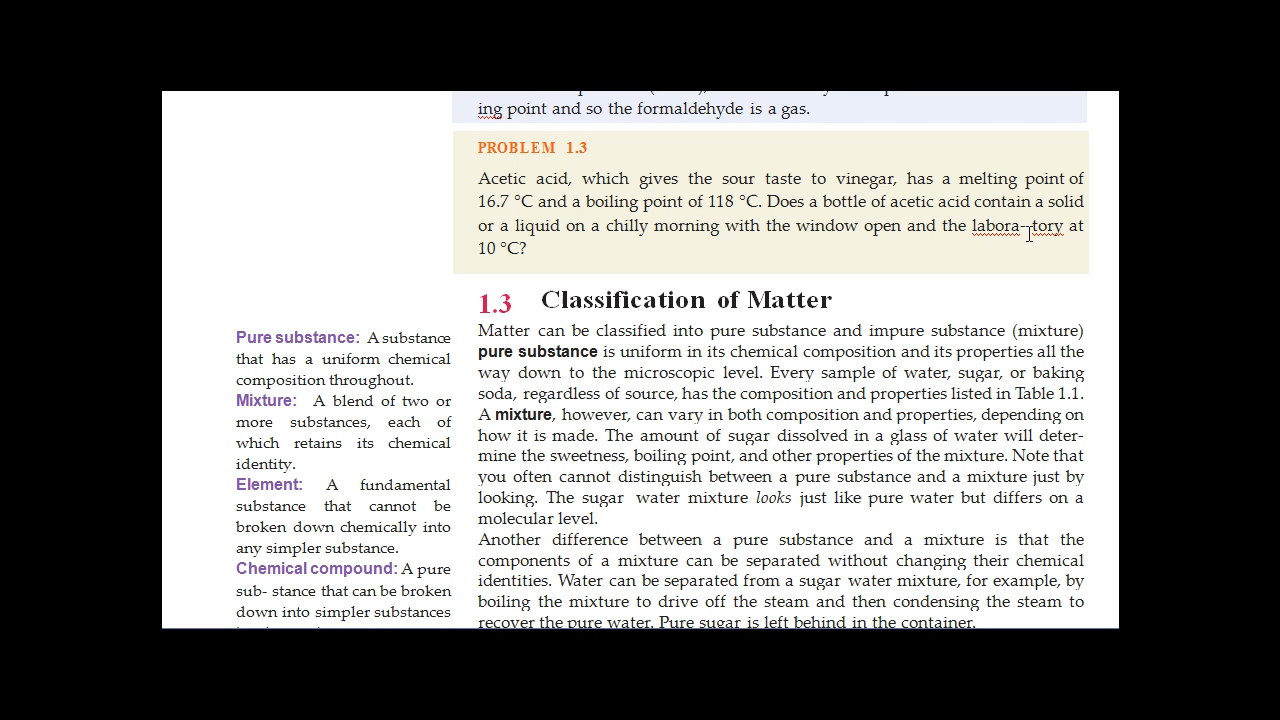 ing point and so the formaldehyde is a gas.
PROBLEM 1.3
Acetic acid, which gives the sour taste to vinegar, has a melting point of
16.7 °C and a boiling point of 118 °C. Does a bottle of acetic acid contain a solid
or a liquid on a chilly morning with the window open and the labora--tory at
10 °C?
1.3 Classification of Matter
Matter can be classified into pure substance and impure substance (mixture)
pure substance is uniform in its chemical composition and its properties all the
way down to the microscopic level. Every sample of water, sugar, or baking
soda, regardless of source, has the composition and properties listed in Table 1.1.
A mixture, however, can vary in both composition and properties, depending on
how it is made. The amount of sugar dissolved in a glass of water will deter-
mine the sweetness, boiling point, and other properties of the mixture. Note that
you often cannot distinguish between a pure substance and a mixture just by
looking. The sugar water mixture looks just like pure water but differs on a
molecular level.
Another difference between a pure substance and a mixture is that the
components of a mixture can be separated without changing their chemical
identities. Water can be separated from a sugar water mixture, for example, by
boiling the mixture to drive off the steam and then condensing the steam to
recover the pure water. Pure sugar is left behind in the container.
Pure substance: A substance
that has a uniform chemical
composition throughout.
Mixture: A blend of two or
more substances, each of
which retains its chemical
identity.
Element: A fundamental
substance that cannot be
broken down chemically into
any simpler substance.
Chemical compound: A pure
sub- stance that can be broken
down into simpler substances